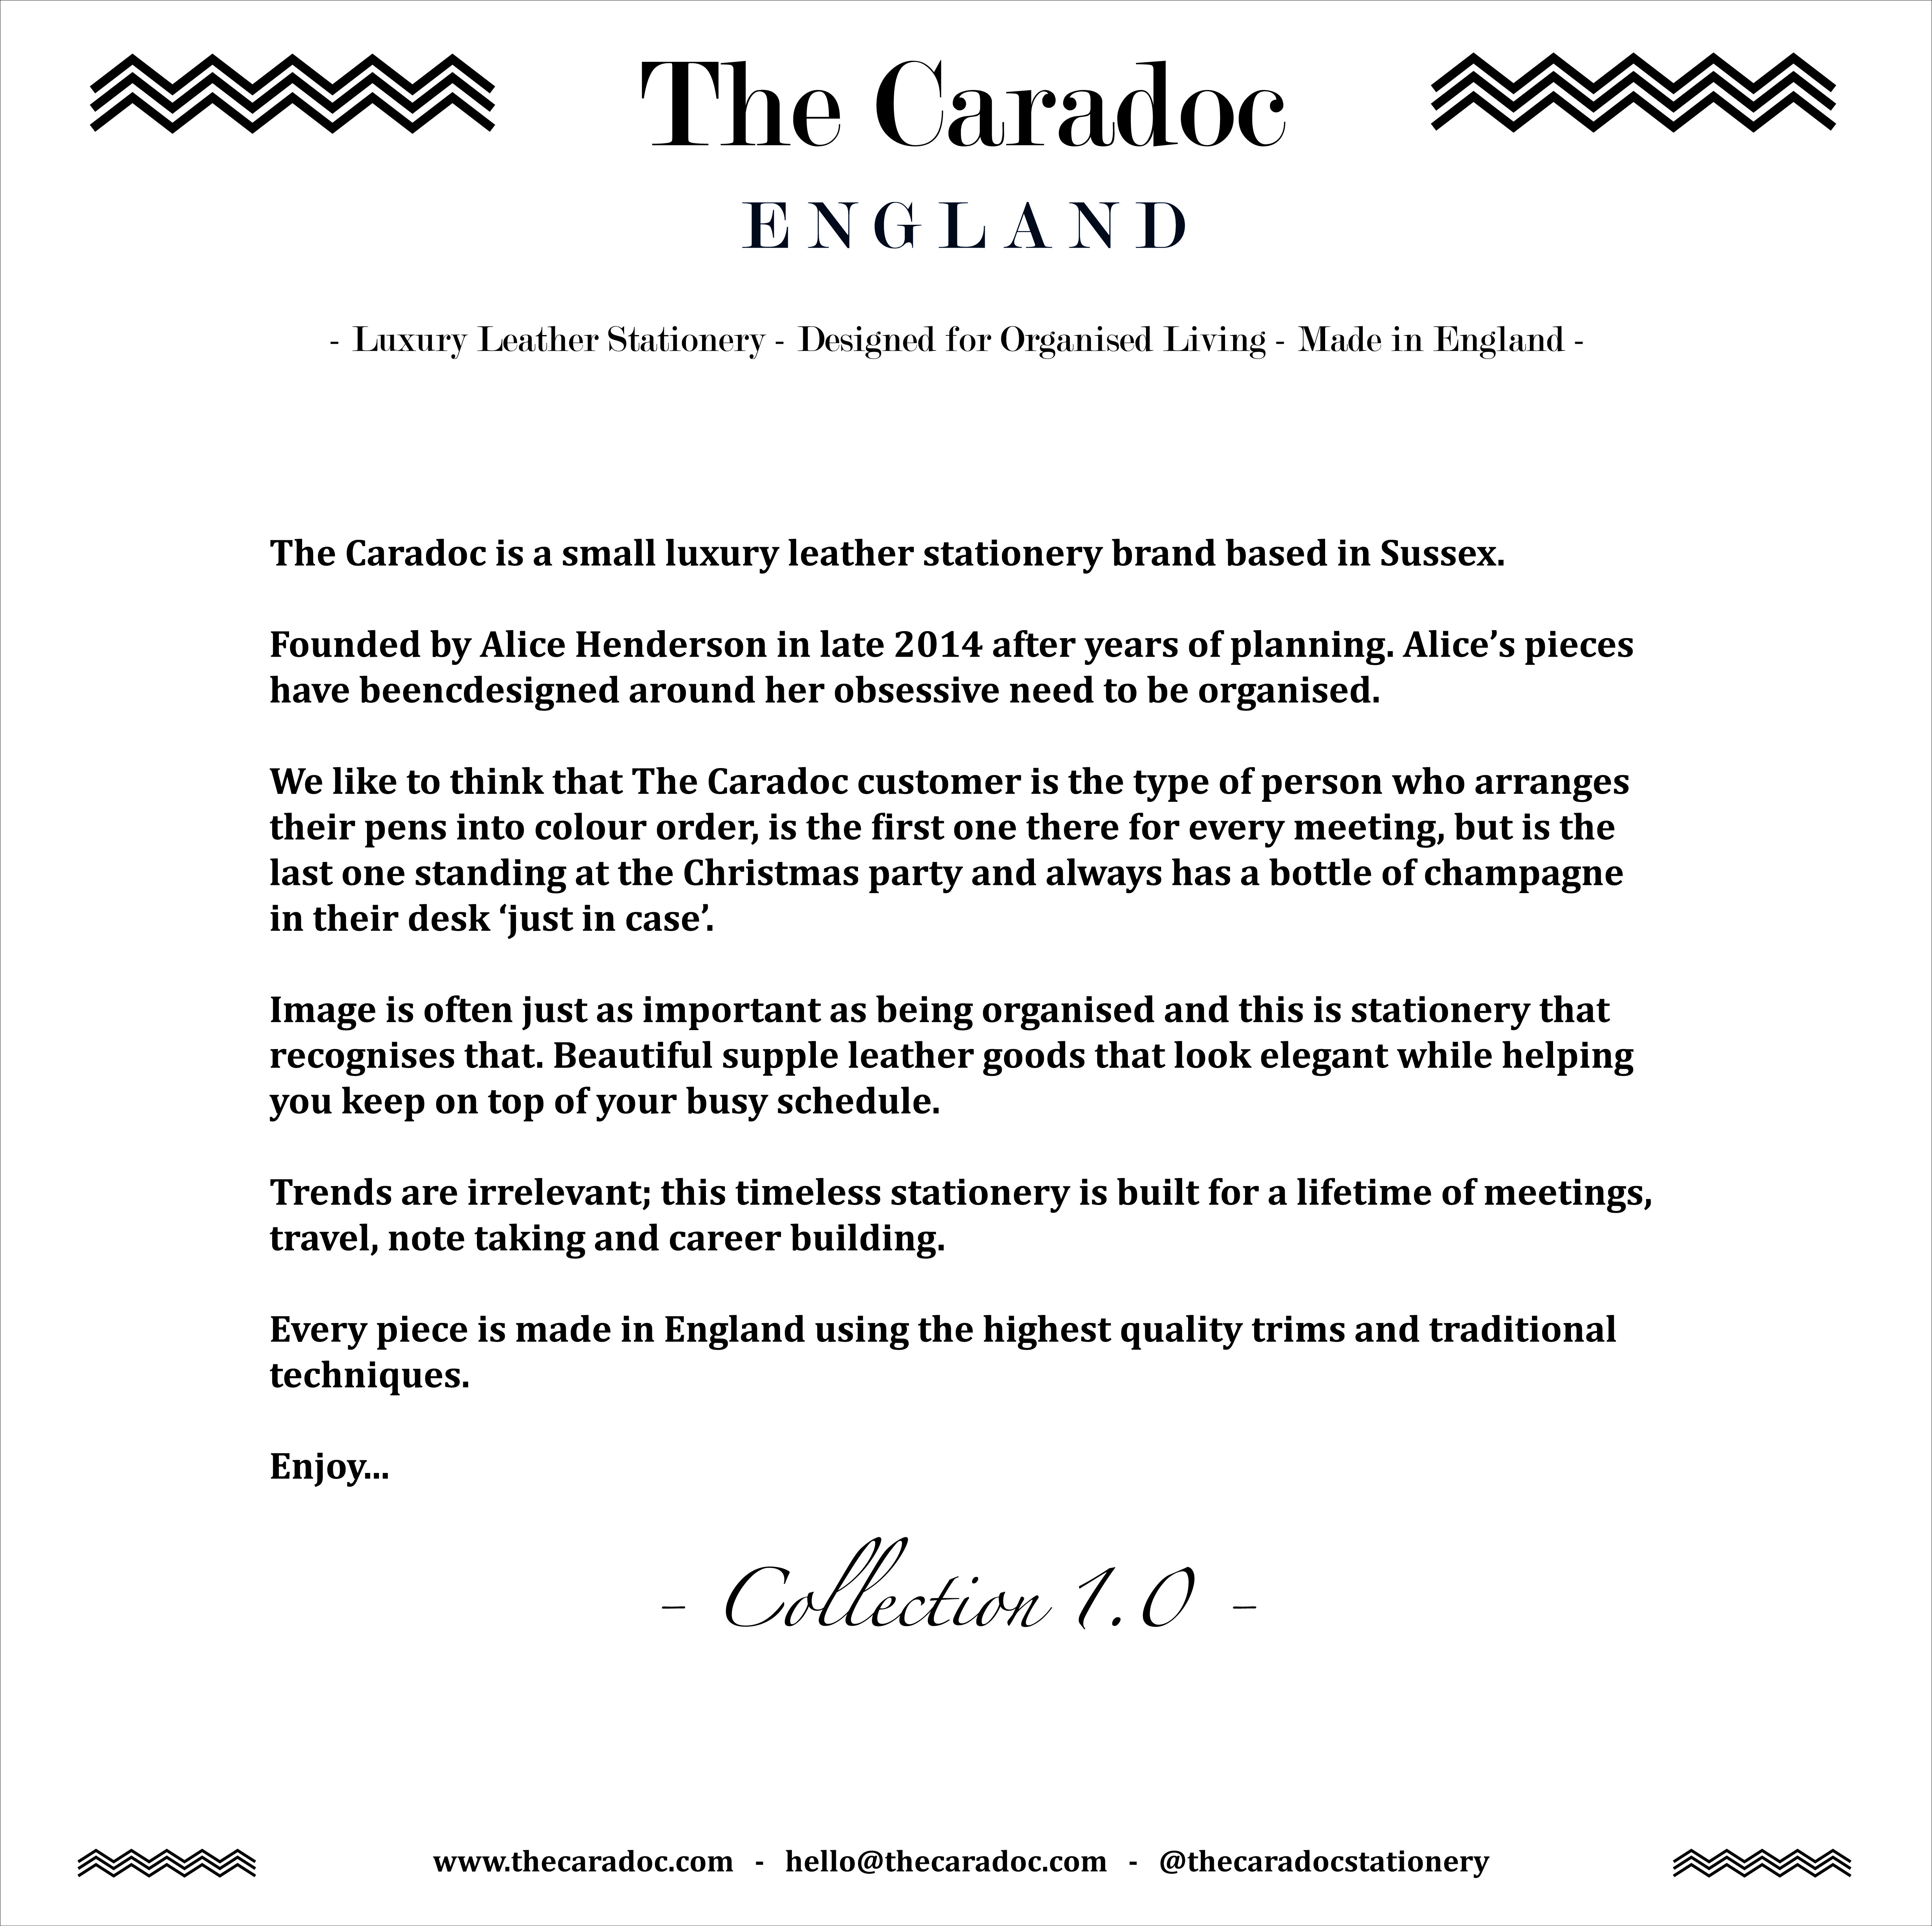 The Caradoc
ENGLAND
- Luxury Leather Stationery - Designed for Organised Living - Made in England -
The Caradoc is a small luxury leather stationery brand based in Sussex.
Founded by Alice Henderson in late 2014 after years of planning. Alice’s pieces
have beencdesigned around her obsessive need to be organised.
We like to think that The Caradoc customer is the type of person who arranges
their pens into colour order, is the first one there for every meeting, but is the
last one standing at the Christmas party and always has a bottle of champagne
in their desk ‘just in case’.
Image is often just as important as being organised and this is stationery that
recognises that. Beautiful supple leather goods that look elegant while helping
you keep on top of your busy schedule.
Trends are irrelevant; this timeless stationery is built for a lifetime of meetings,
travel, note taking and career building.
Every piece is made in England using the highest quality trims and traditional
techniques.
Enjoy...
- Collection 1.0 -
www.thecaradoc.com - hello@thecaradoc.com - @thecaradocstationery